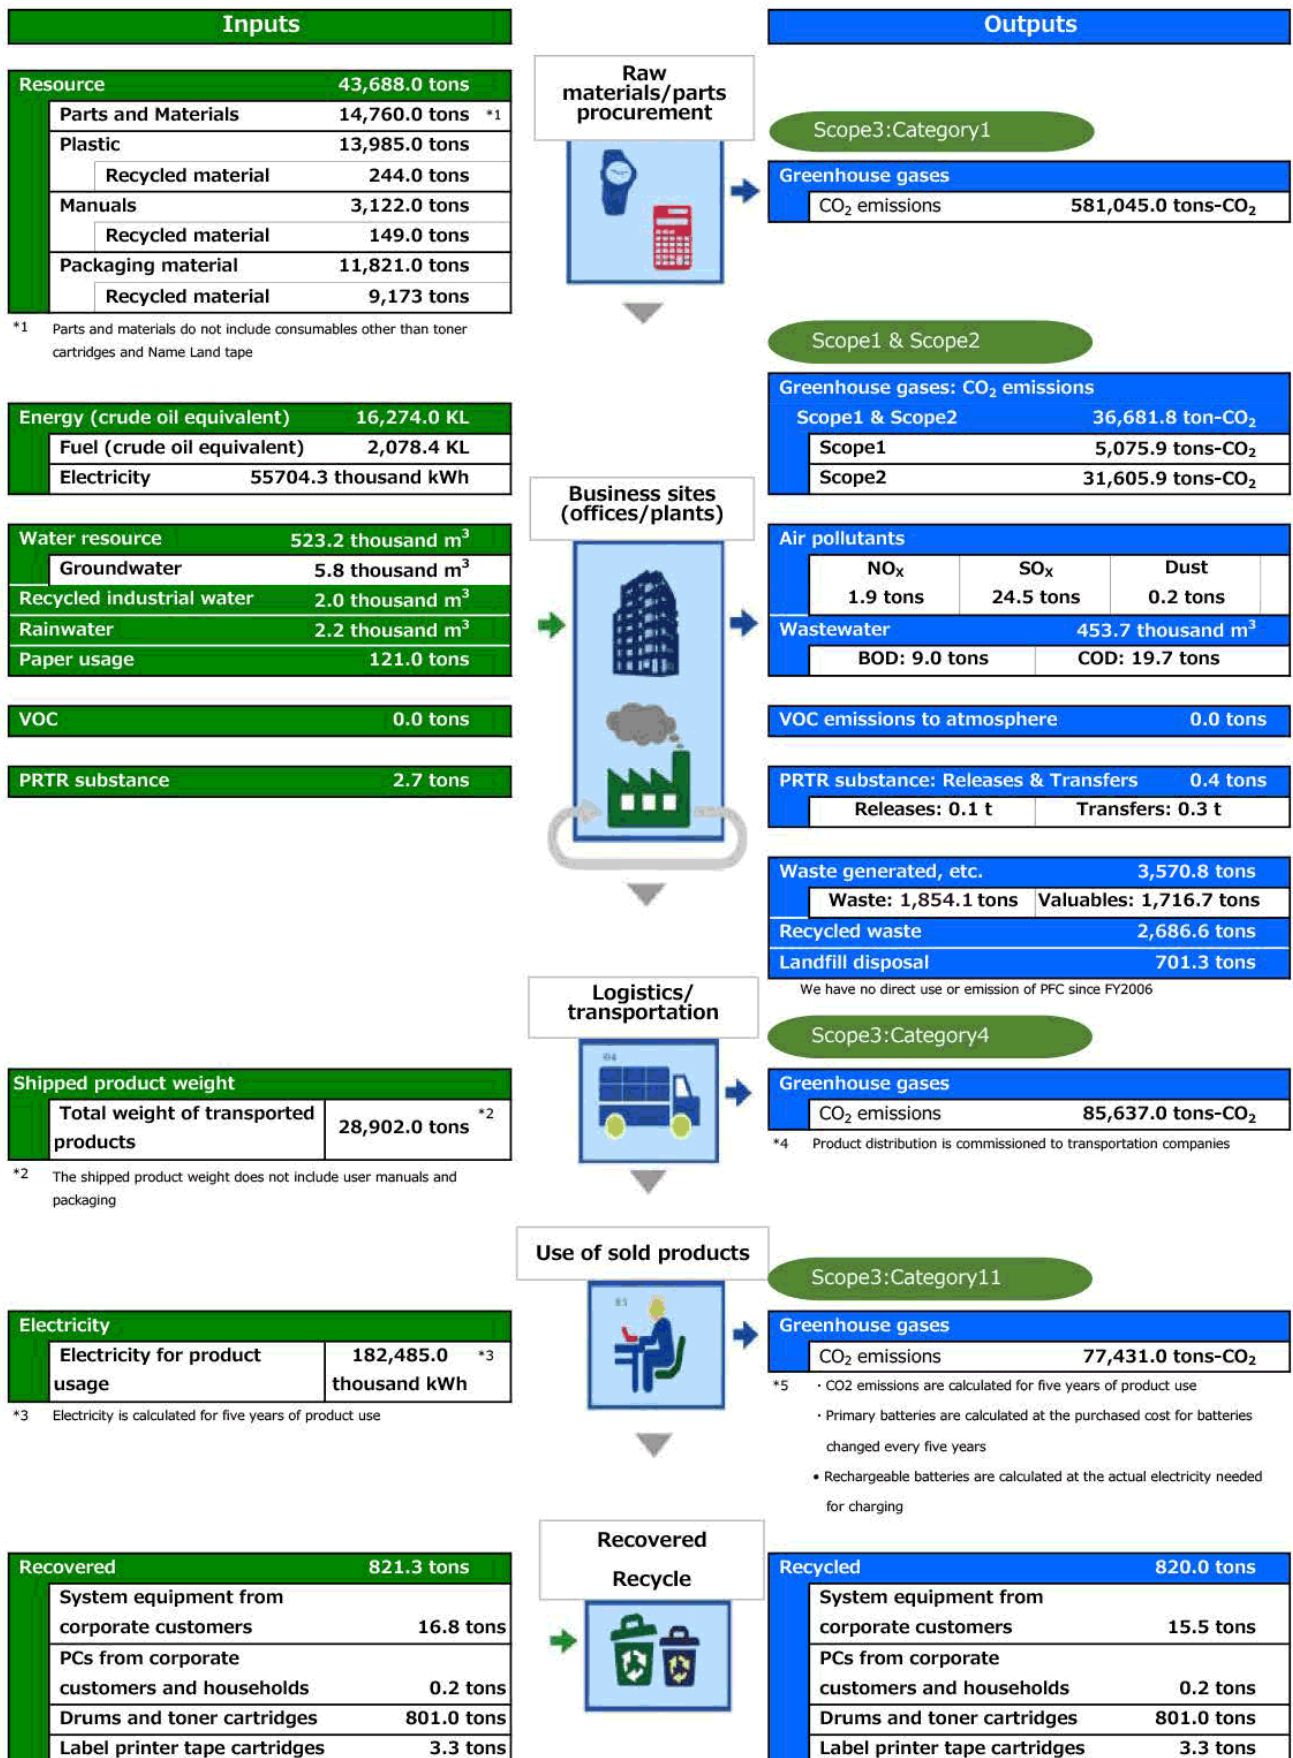 Inputs
Outputs
Resource 43,688.0 tons
Parts and Materials 14,760.0 tons *1
Plastic 13,985.0 tons
Recycled material 244.0 tons
Manuals 3,122.0 tons
Recycled material 149.0 tons
Packaging material 11,821.0 tons
Recycled material 9,173 tons
*1 Parts and materials do not include consumables other than toner
cartridges and Name Land tape
Raw
materials/parts
procurement
Scope3:Category1
Greenhouse gases
CO₂ emissions 581,045.0 tons-CO₂
Energy (crude oil equivalent) 16,274.0 KL
Fuel (crude oil equivalent) 2,078.4 KL
Electricity 55704.3 thousand kWh
Water resource 523.2 thousand m³
Groundwater 5.8 thousand m³
Recycled industrial water 2.0 thousand m³
Rainwater 2.2 thousand m³
Paper usage 121.0 tons
VOC 0.0 tons
PRTR substance 2.7 tons
Business sites
(offices/plants)
Scope1 & Scope2
Greenhouse gases: CO₂ emissions
Scope1 & Scope2 36,681.8 ton-CO₂
Scope1 5,075.9 tons-CO₂
Scope2 31,605.9 tons-CO₂
Air pollutants
NOx SOx Dust
1.9 tons 24.5 tons 0.2 tons
Wastewater 453.7 thousand m³
BOD: 9.0 tons COD: 19.7 tons
VOC emissions to atmosphere 0.0 tons
PRTR substance: Releases & Transfers 0.4 tons
Releases: 0.1 t Transfers: 0.3 t
Waste generated, etc. 3,570.8 tons
Waste: 1,854.1 tons Valuables: 1,716.7 tons
Recycled waste 2,686.6 tons
Landfill disposal 701.3 tons
We have no direct use or emission of PFC since FY2006
Logistics/
transportation
Shipped product weight
Total weight of transported
products 28,902.0 tons *2
*2 The shipped product weight does not include user manuals and
packaging
Scope3:Category4
Greenhouse gases
CO₂ emissions 85,637.0 tons-CO₂
*4 Product distribution is commissioned to transportation companies
Use of sold products
Electricity
Electricity for product 182,485.0 *3
usage thousand kWh
*3 Electricity is calculated for five years of product use
Scope3:Category11
Greenhouse gases
CO₂ emissions 77,431.0 tons-CO₂
*5 · CO2 emissions are calculated for five years of product use
· Primary batteries are calculated at the purchased cost for batteries
changed every five years
• Rechargeable batteries are calculated at the actual electricity needed
for charging
Recovered
Recycle
Recovered 821.3 tons
System equipment from
corporate customers 16.8 tons
PCs from corporate
customers and households 0.2 tons
Drums and toner cartridges 801.0 tons
Label printer tape cartridges 3.3 tons
Recycled 820.0 tons
System equipment from
corporate customers 15.5 tons
PCs from corporate
customers and households 0.2 tons
Drums and toner cartridges 801.0 tons
Label printer tape cartridges 3.3 tons